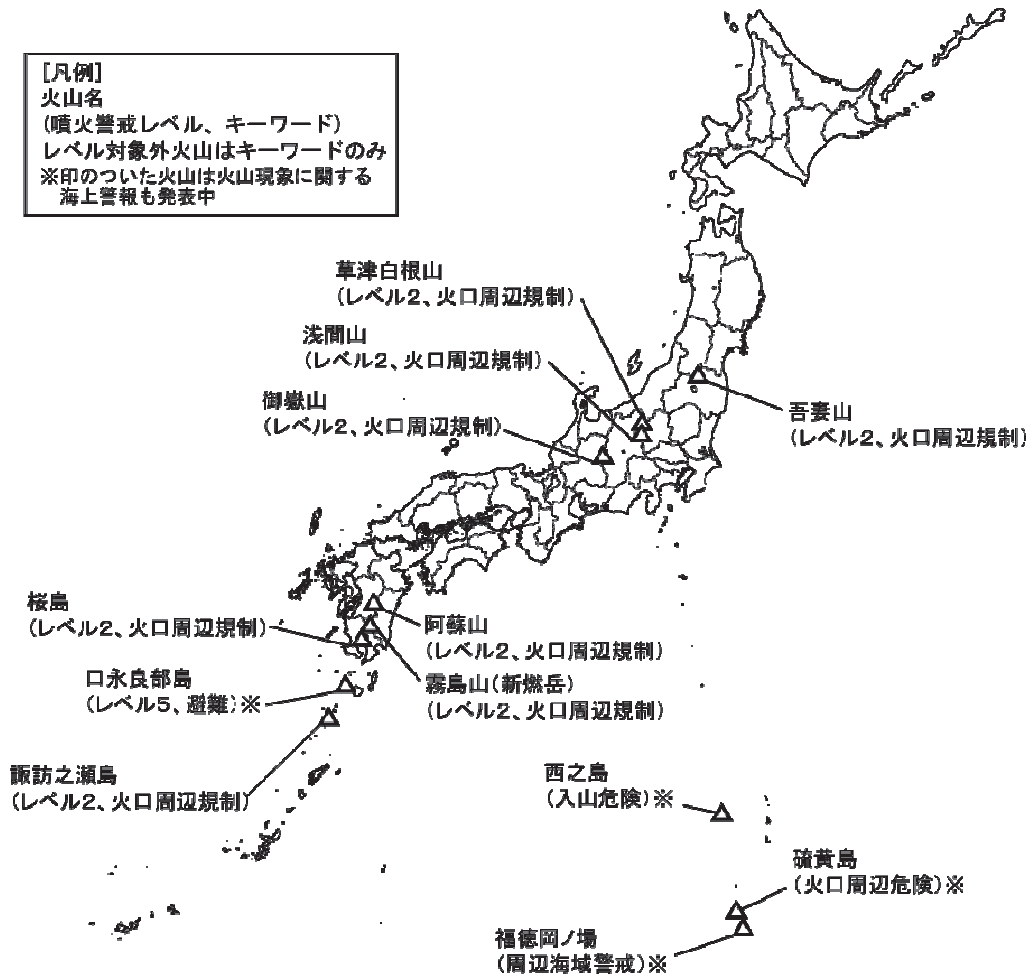 [凡例]
火山名
(噴火警戒レベル、キーワード)
レベル対象外火山はキーワードのみ
※印のついた火山は火山現象に関する
海上警報も発表中
草津白根山
(レベル2、火口周辺規制)
浅間山
(レベル2、火口周辺規制)
御嶽山
(レベル2、火口周辺規制)
吾妻山
(レベル2、火口周辺規制)
桜島
(レベル2、火口周辺規制)
阿蘇山
(レベル2、火口周辺規制)
口永良部島
(レベル5、避難)※
霧島山(新燃岳)
(レベル2、火口周辺規制)
諏訪之瀬島
(レベル2、火口周辺規制)
西之島
(入山危険)※
硫黄島
(火口周辺危険)※
福徳岡ノ場
(周辺海域警戒)※